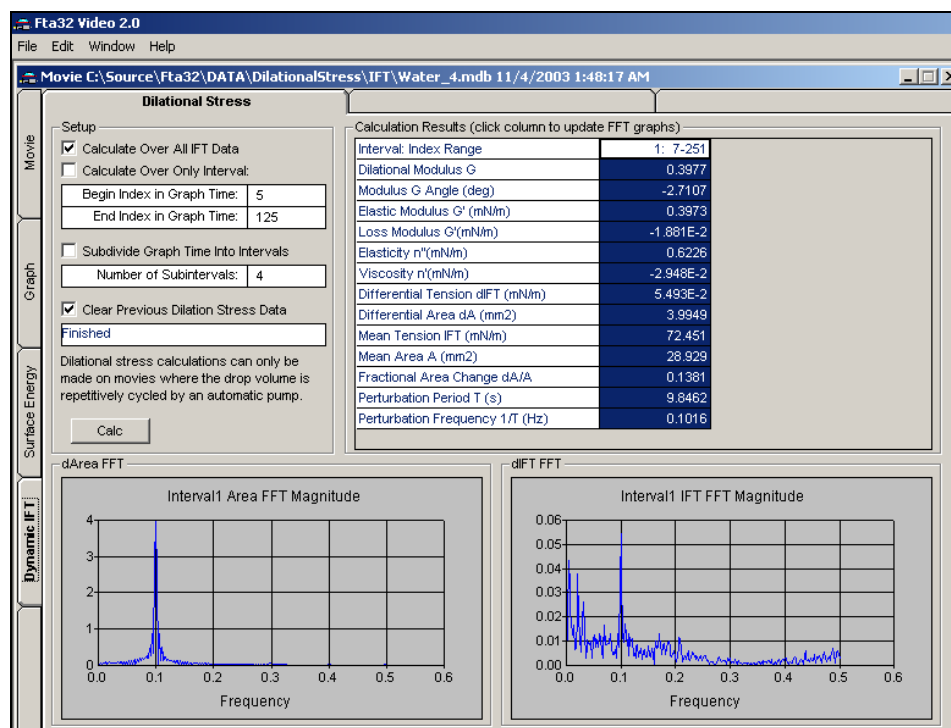 Fta32 Video 2.0
File Edit Window Help
Movie C:\Source\Fta32\DATA\DilationalStress\IFT\Water_4.mdb 11/4/2003 1:48:17 AM
Movie
Graph
Surface Energy
Dynamic IFT
Dilational Stress
Setup
Calculate Over All IFT Data
Calculate Over Only Interval:
Begin Index in Graph Time: 5
End Index in Graph Time: 125
Subdivide Graph Time Into Intervals
Number of Subintervals: 4
Clear Previous Dilation Stress Data
Finished
Dilational stress calculations can only be
made on movies where the drop volume is
repetitively cycled by an automatic pump.
Calc
Calculation Results (click column to update FFT graphs)
Interval: Index Range 1: 7-251
Dilational Modulus G 0.3977
Modulus G Angle (deg) -2.7107
Elastic Modulus G' (mN/m) 0.3973
Loss Modulus G'(mN/m) -1.881E-2
Elasticity n''(mN/m) 0.6226
Viscosity n'(mN/m) -2.948E-2
Differential Tension dIFT (mN/m) 5.493E-2
Differential Area dA (mm2) 3.9949
Mean Tension IFT (mN/m) 72.451
Mean Area A (mm2) 28.929
Fractional Area Change dA/A 0.1381
Perturbation Period T (s) 9.8462
Perturbation Frequency 1/T (Hz) 0.1016
dArea FFT
Interval1 Area FFT Magnitude
4
3
2
1
0
0.0 0.1 0.2 0.3 0.4 0.5 0.6
Frequency
dIFT FFT
Interval1 IFT FFT Magnitude
0.06
0.05
0.04
0.03
0.02
0.01
0.00
0.0 0.1 0.2 0.3 0.4 0.5 0.6
Frequency